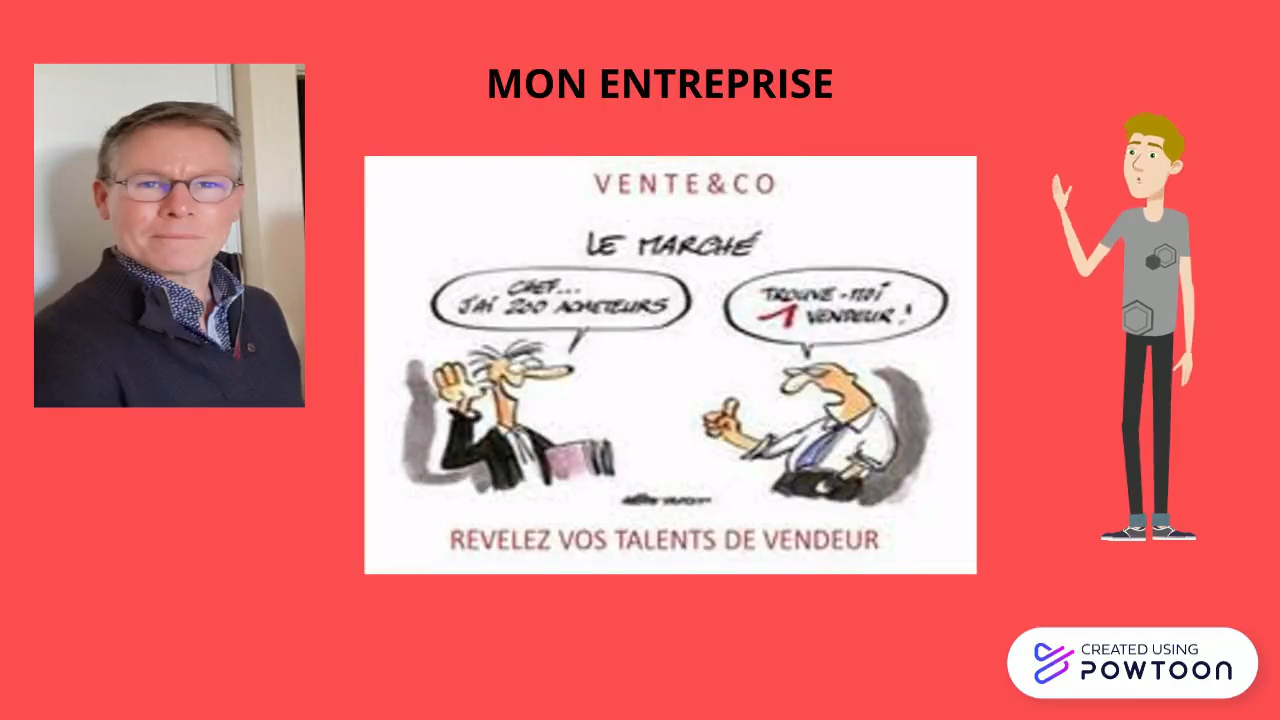 MON ENTREPRISE
VENTE&CO
LE MARCHÉ
CHEF...
J'AI 200 ACHETEURS
TROUVE-MOI
1 VENDEUR !
REVELEZ VOS TALENTS DE VENDEUR
CREATED USING
POWTOON